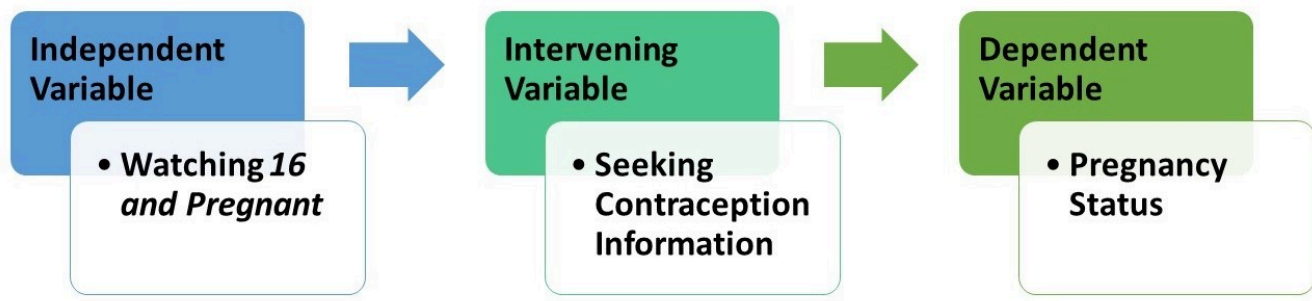 Independent
Variable
• Watching 16
and Pregnant
Intervening
Variable
• Seeking
Contraception
Information
Dependent
Variable
• Pregnancy
Status